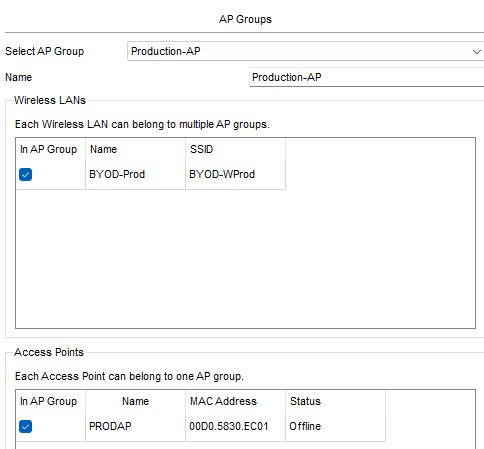 AP Groups
Select AP Group Production-AP
Name Production-AP
Wireless LANs
Each Wireless LAN can belong to multiple AP groups.
In AP Group Name SSID
BYOD-Prod BYOD-WProd
Access Points
Each Access Point can belong to one AP group.
In AP Group Name MAC Address Status
PRODAP 00D0.5830.EC01 Offline